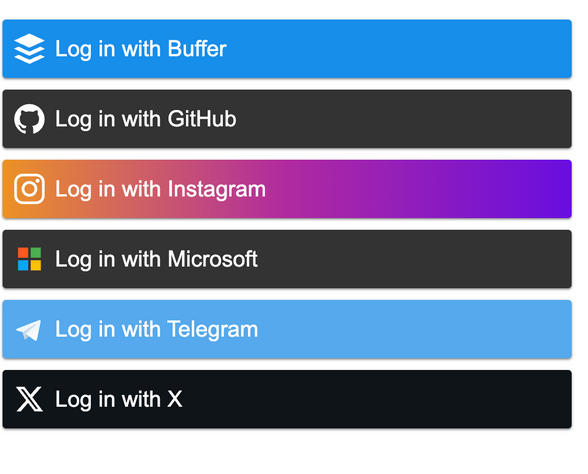 Log in with Buffer
Log in with GitHub
Log in with Instagram
Log in with Microsoft
Log in with Telegram
Log in with X